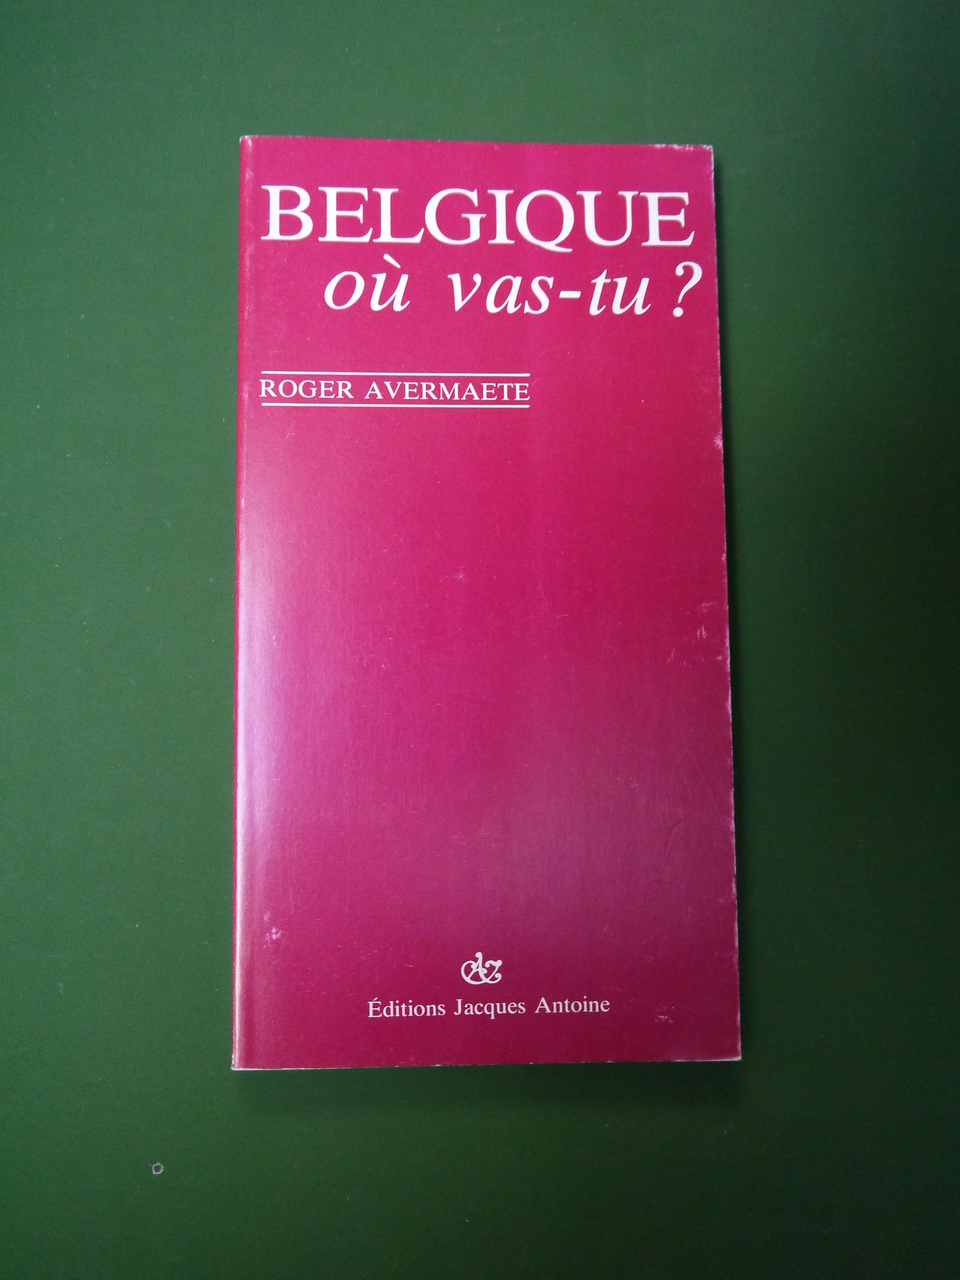 BELGIQUE
où vas-tu ?
ROGER AVERMAETE
Éditions Jacques Antoine